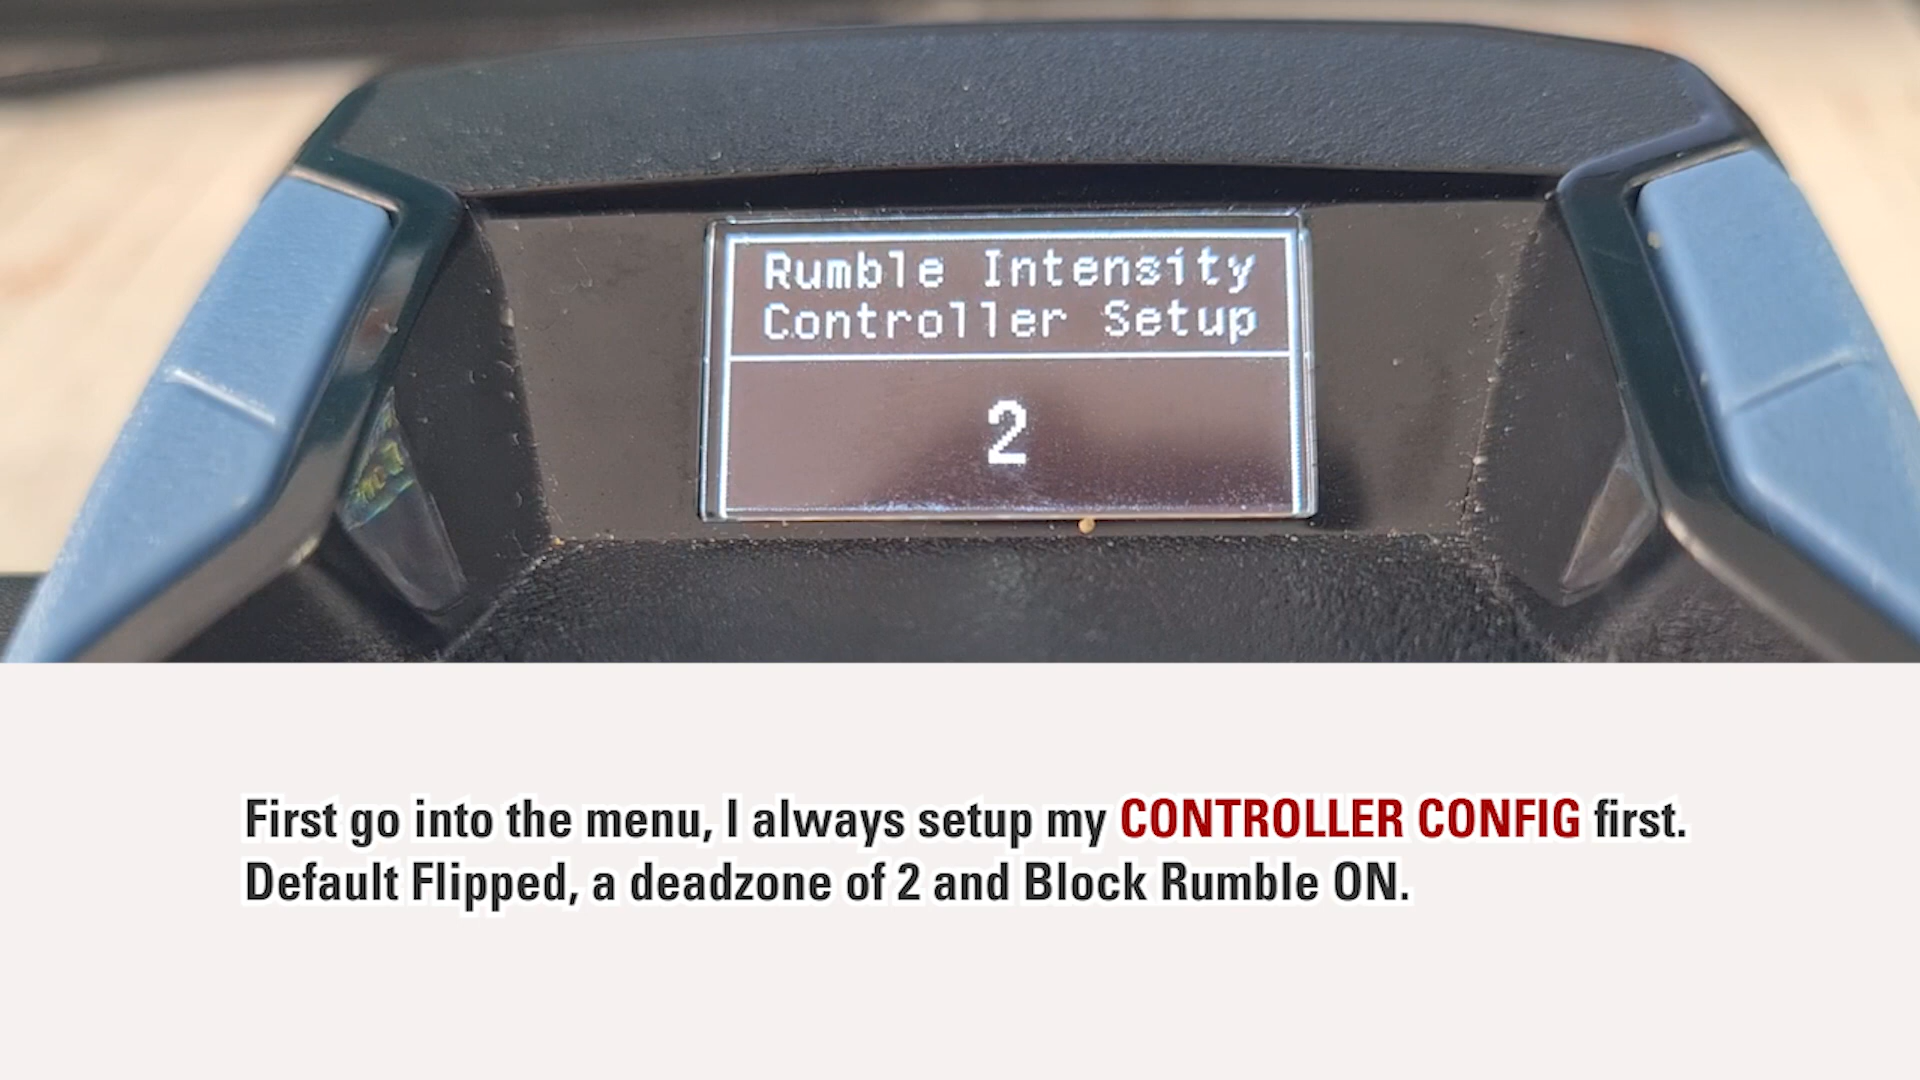 Rumble Intensity
Controller Setup
2
First go into the menu, I always setup my CONTROLLER CONFIG first.
Default Flipped, a deadzone of 2 and Block Rumble ON.